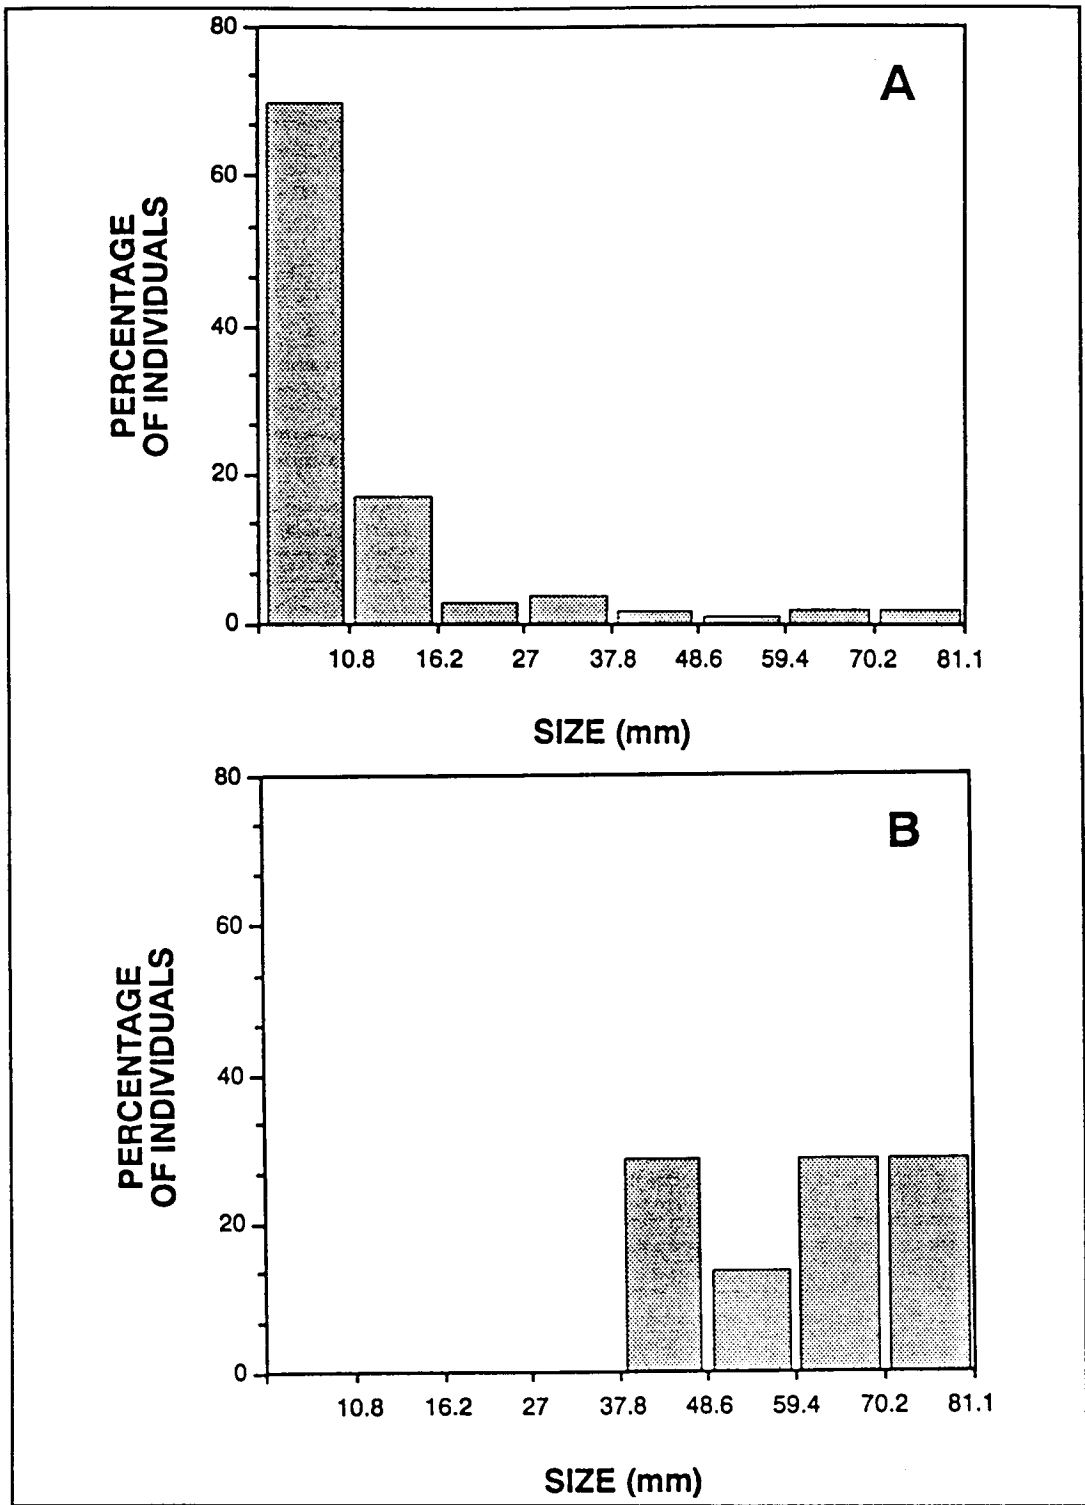 80
A
60
40
20
0
PERCENTAGE
OF INDIVIDUALS
10.8 16.2 27 37.8 48.6 59.4 70.2 81.1
SIZE (mm)
80
B
60
40
20
0
PERCENTAGE
OF INDIVIDUALS
10.8 16.2 27 37.8 48.6 59.4 70.2 81.1
SIZE (mm)